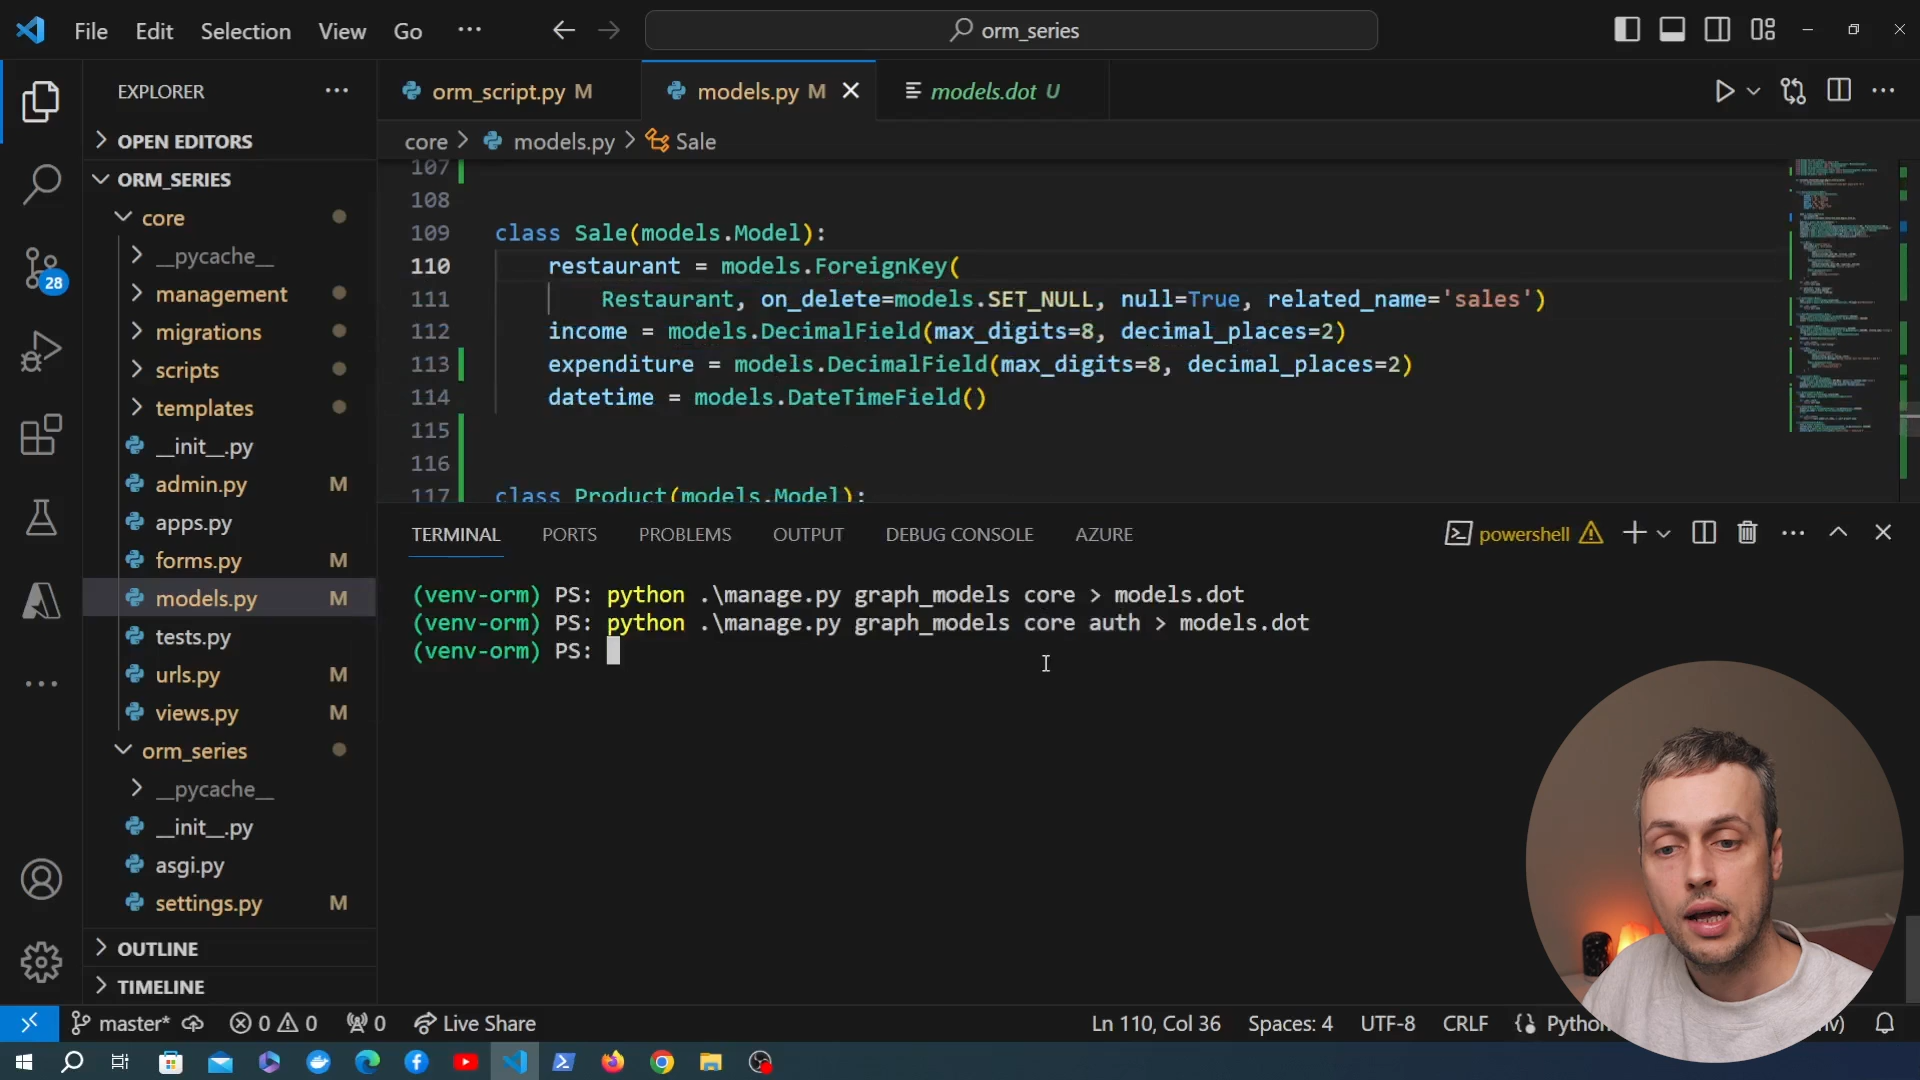 File Edit Selection View Go ··· orm_series
EXPLORER ···
OPEN EDITORS
ORM_SERIES
core
__pycache__
management
migrations
scripts
templates
__init__.py
admin.py M
apps.py
forms.py M
models.py M
tests.py
urls.py M
views.py M
orm_series
__pycache__
__init__.py
asgi.py
settings.py M
OUTLINE
TIMELINE
28
orm_script.py M models.py M models.dot U
core > models.py > Sale
107
108
109 class Sale(models.Model):
110 restaurant = models.ForeignKey(
111 Restaurant, on_delete=models.SET_NULL, null=True, related_name='sales')
112 income = models.DecimalField(max_digits=8, decimal_places=2)
113 expenditure = models.DecimalField(max_digits=8, decimal_places=2)
114 datetime = models.DateTimeField()
115
116
117 class Product(models.Model):
TERMINAL PORTS PROBLEMS OUTPUT DEBUG CONSOLE AZURE powershell
(venv-orm) PS: python .\manage.py graph_models core > models.dot
(venv-orm) PS: python .\manage.py graph_models core auth > models.dot
(venv-orm) PS:
master* 0 0 0 Live Share Ln 110, Col 36 Spaces: 4 UTF-8 CRLF